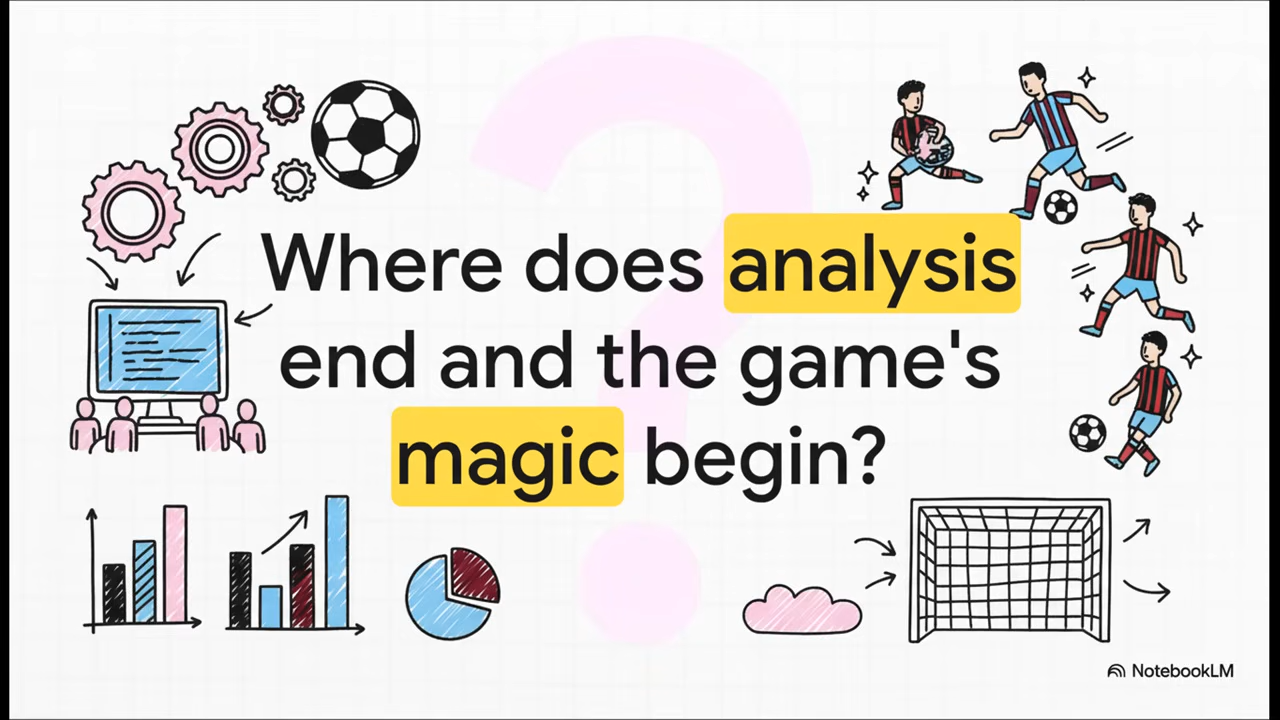 Where does analysis
end and the game's
magic begin?
NotebookLM